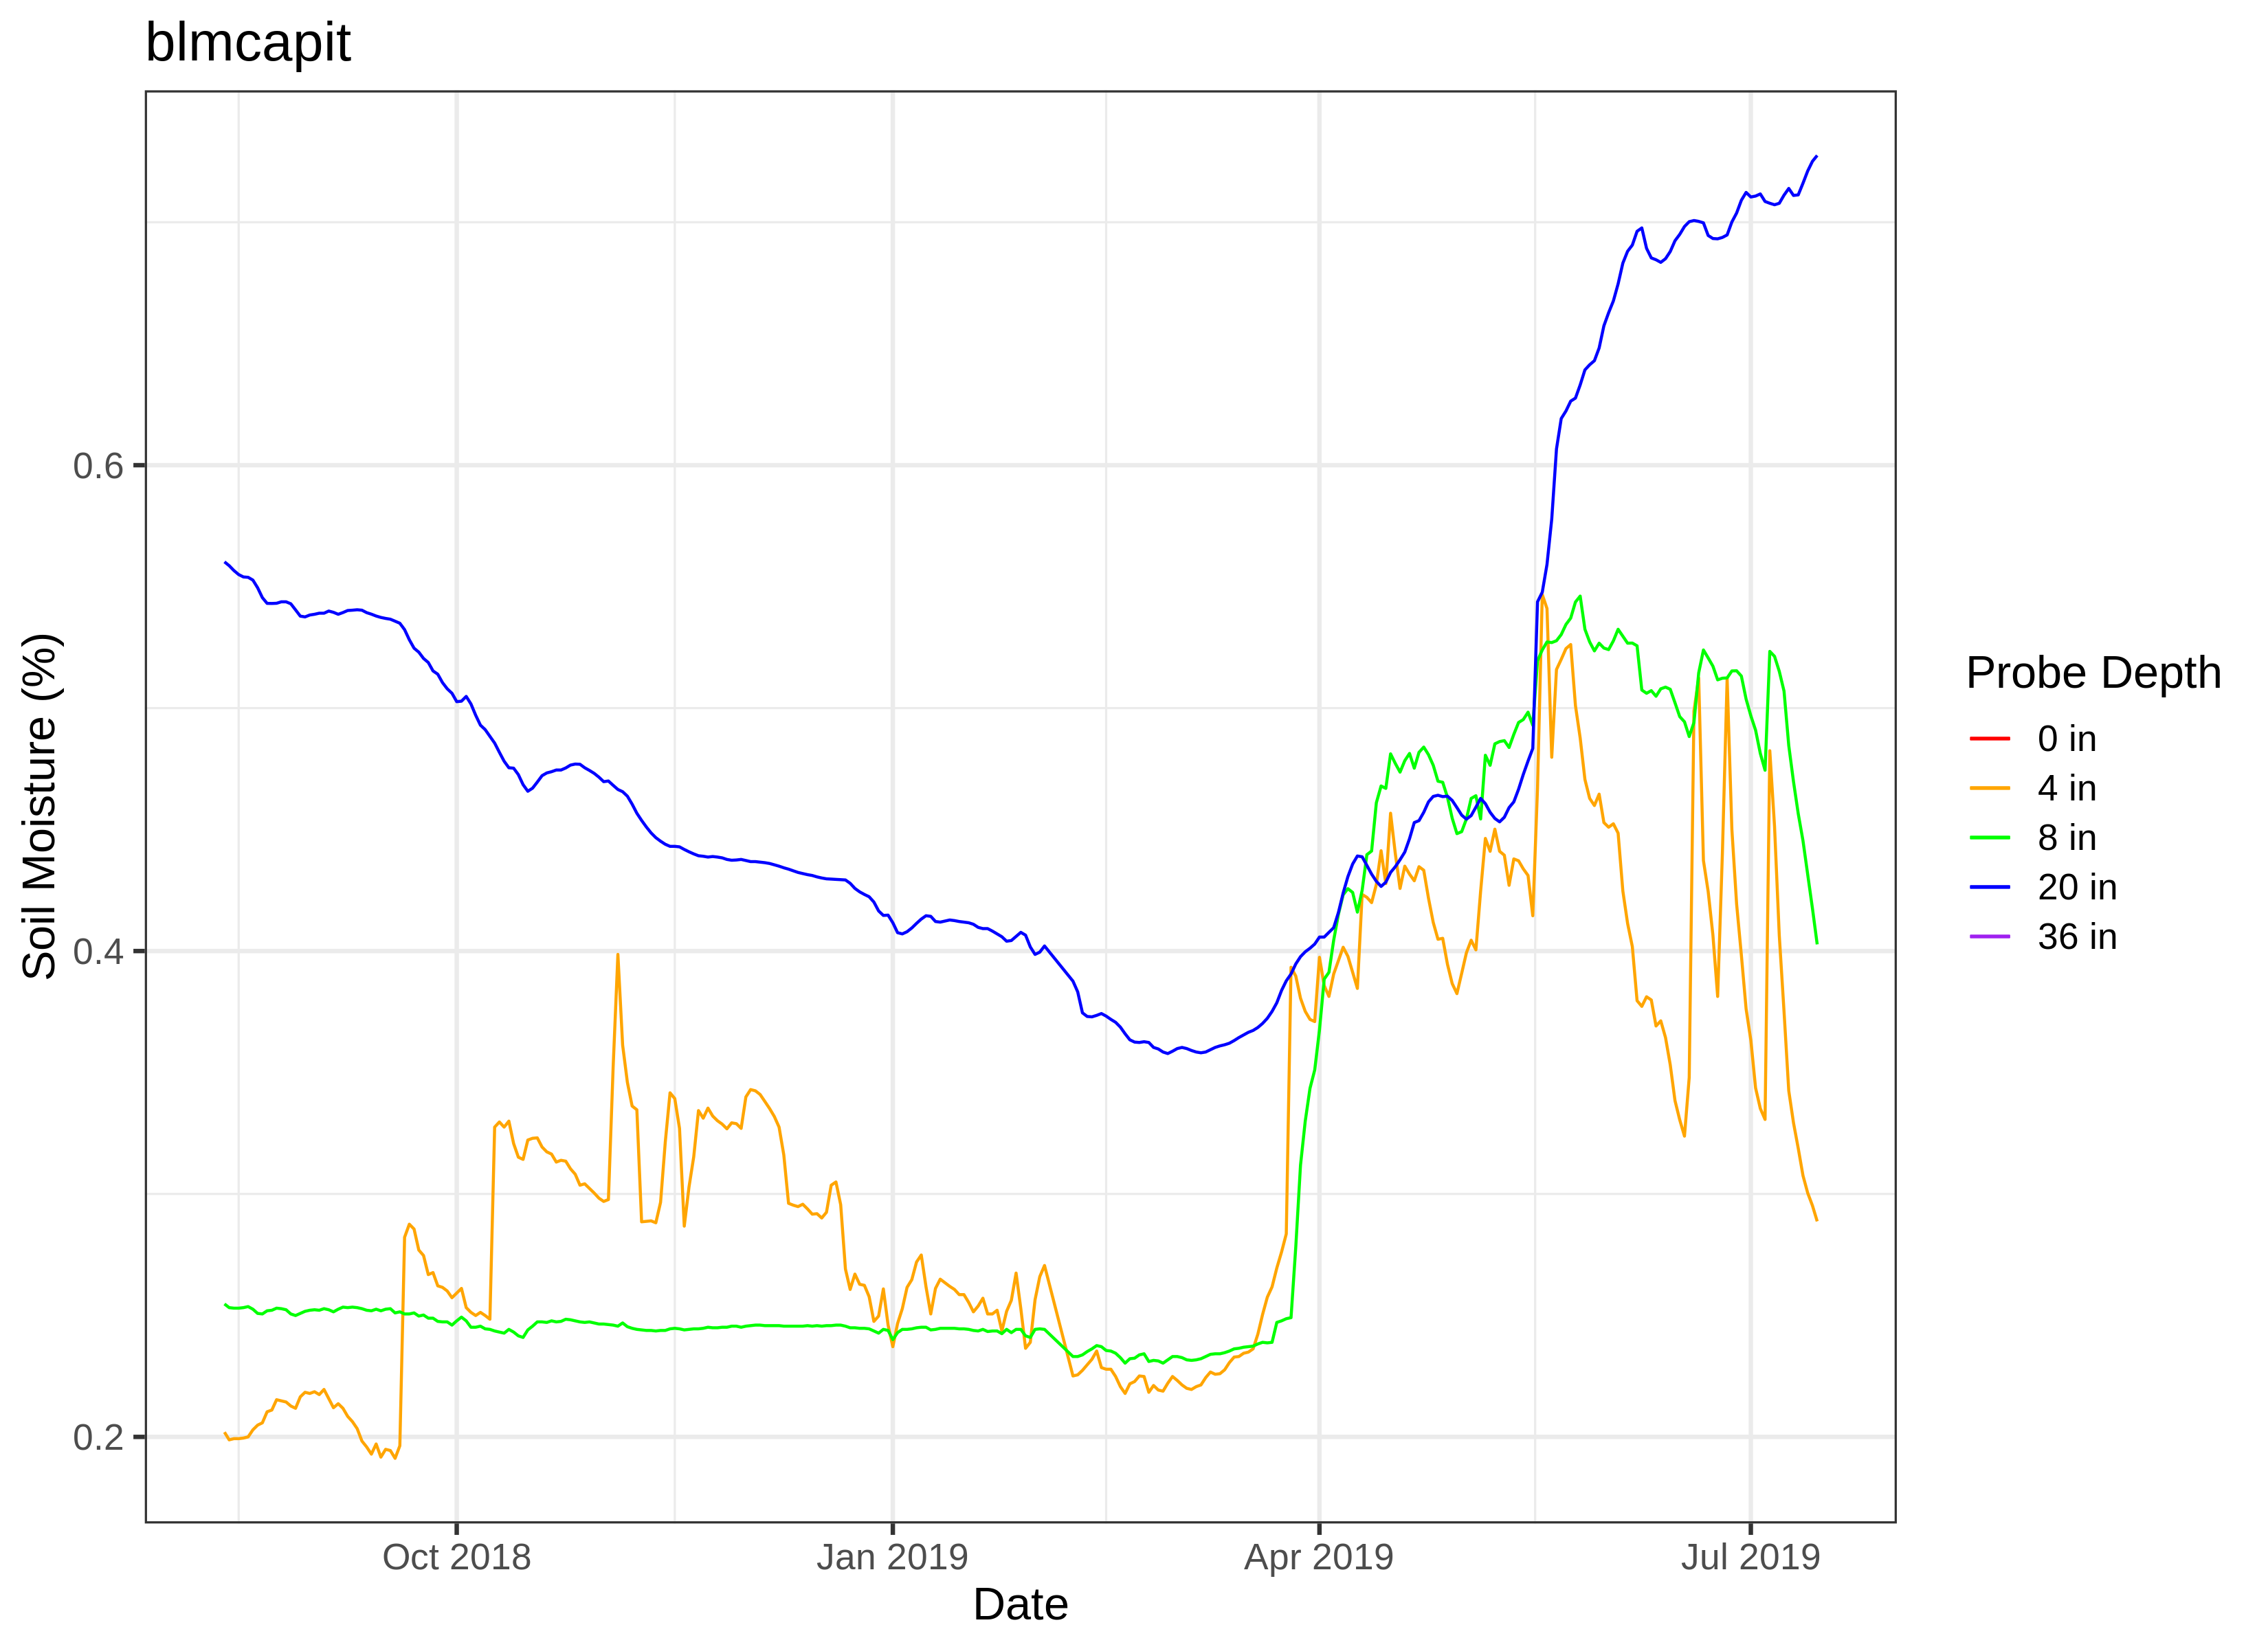 blmcapit
Soil Moisture (%)
0.6
0.4
0.2
Oct 2018
Jan 2019
Apr 2019
Jul 2019
Date
Probe Depth
0 in
4 in
8 in
20 in
36 in